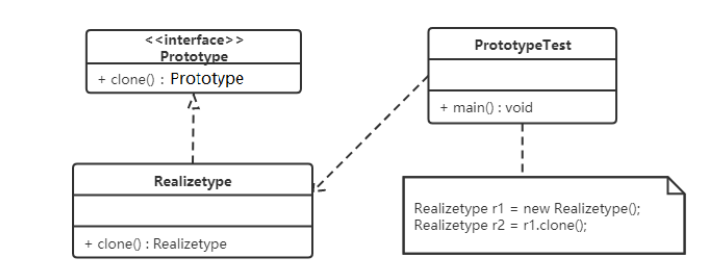 <<interface>>
Prototype
+ clone() : Prototype
PrototypeTest
+ main() : void
Realizetype
+ clone() : Realizetype
Realizetype r1 = new Realizetype();
Realizetype r2 = r1.clone();